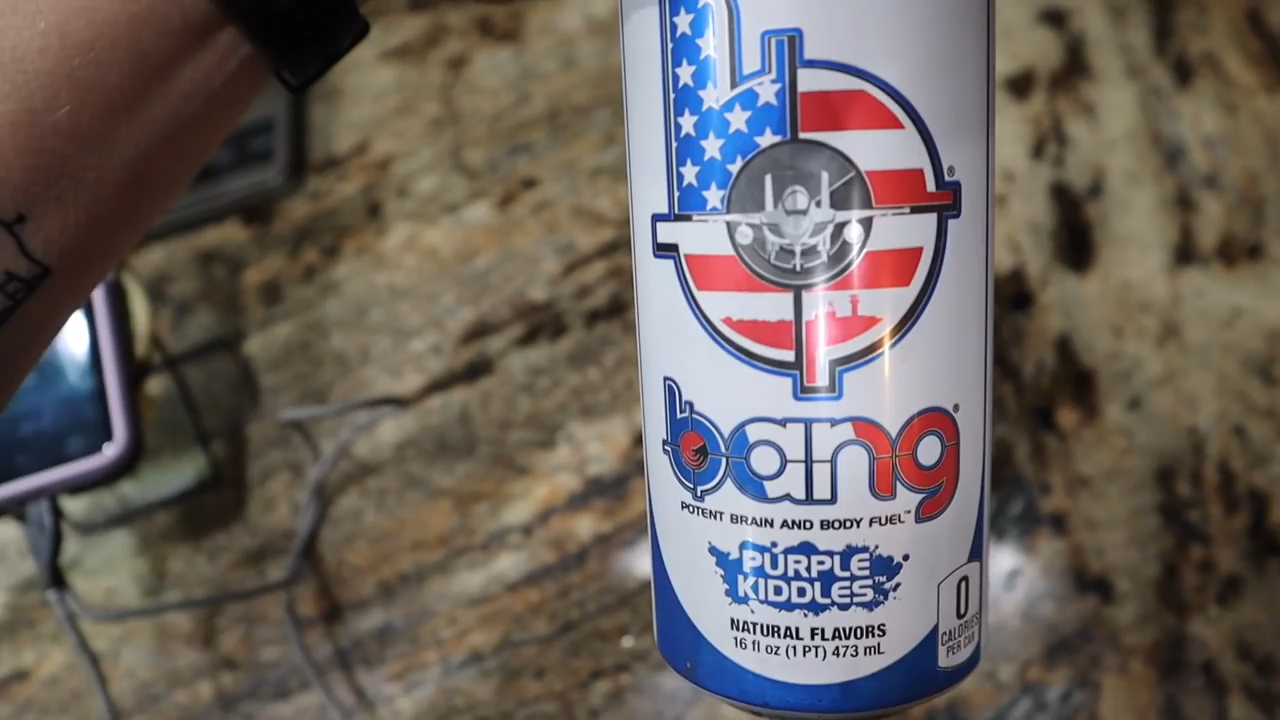 bang
POTENT BRAIN AND BODY FUEL™
PURPLE
KIDDLES™
NATURAL FLAVORS
16 fl oz (1 PT) 473 mL
0
CALORIES
PER CAN